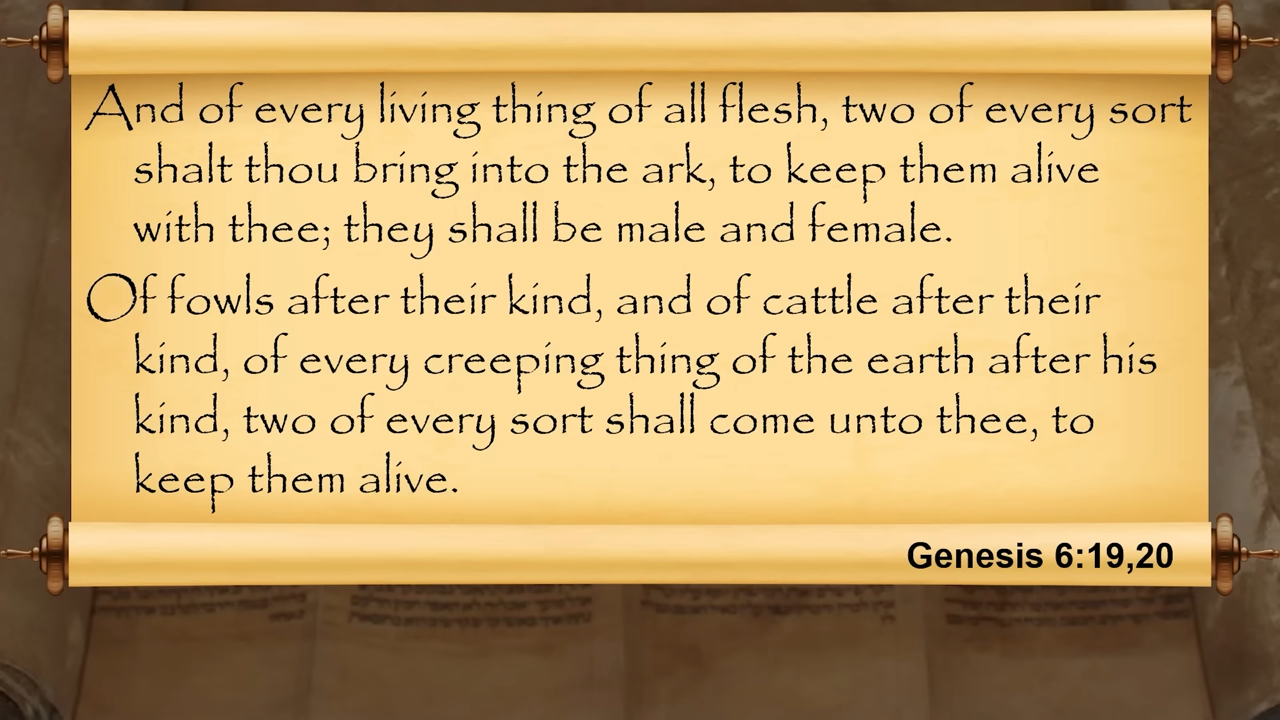 And of every living thing of all flesh, two of every sort
shalt thou bring into the ark, to keep them alive
with thee; they shall be male and female.
Of fowls after their kind, and of cattle after their
kind, of every creeping thing of the earth after his
kind, two of every sort shall come unto thee, to
keep them alive.
Genesis 6:19,20